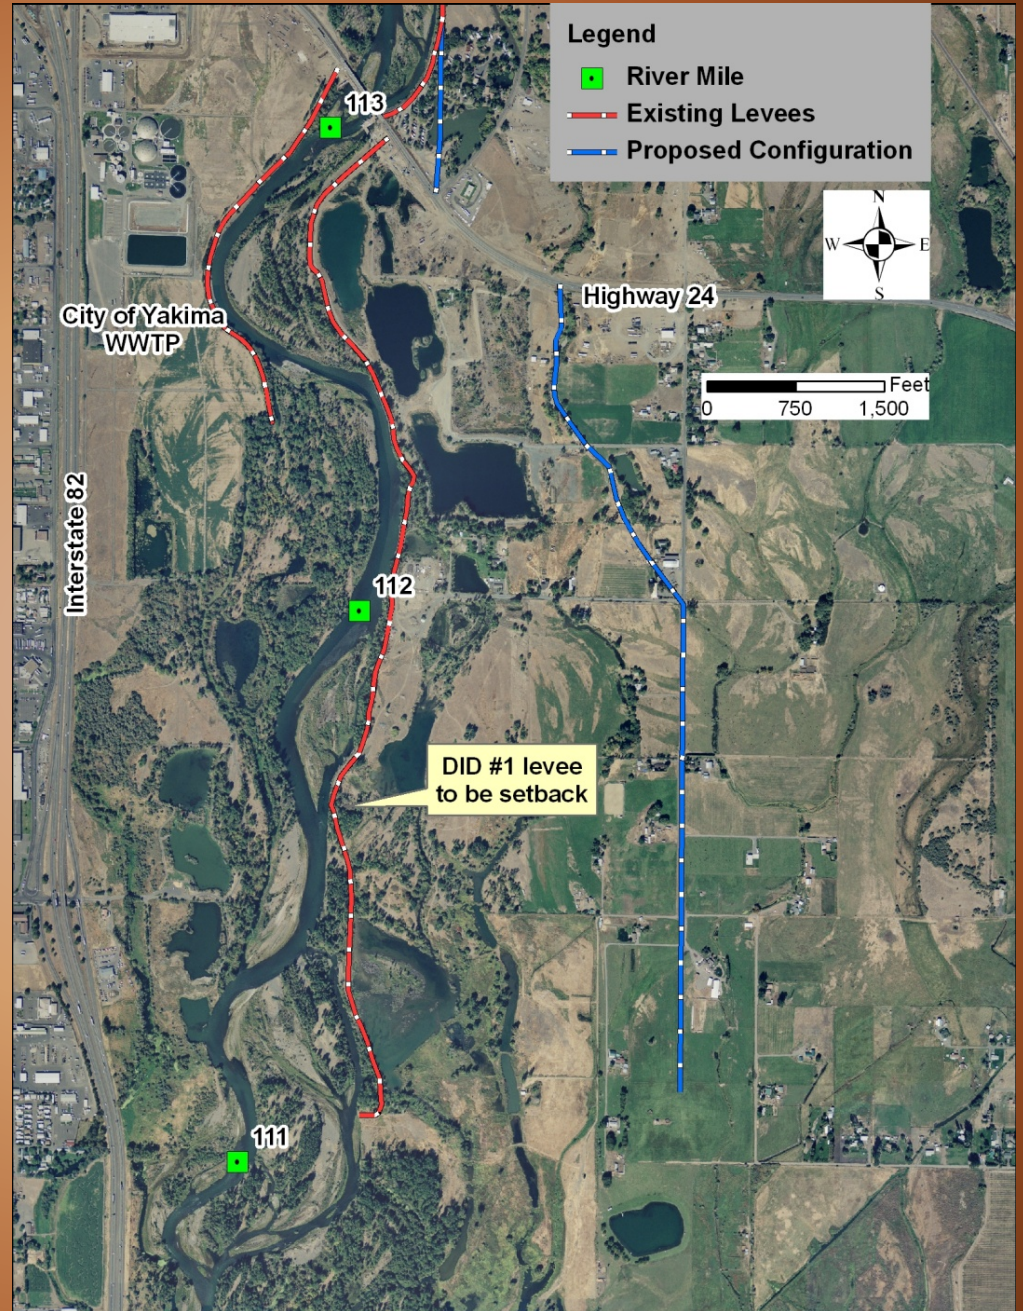 Legend
River Mile
Existing Levees
Proposed Configuration
113
N
W
E
S
Highway 24
City of Yakima
WWTP
Feet
0
750
1,500
Interstate 82
112
DID #1 levee
to be setback
111